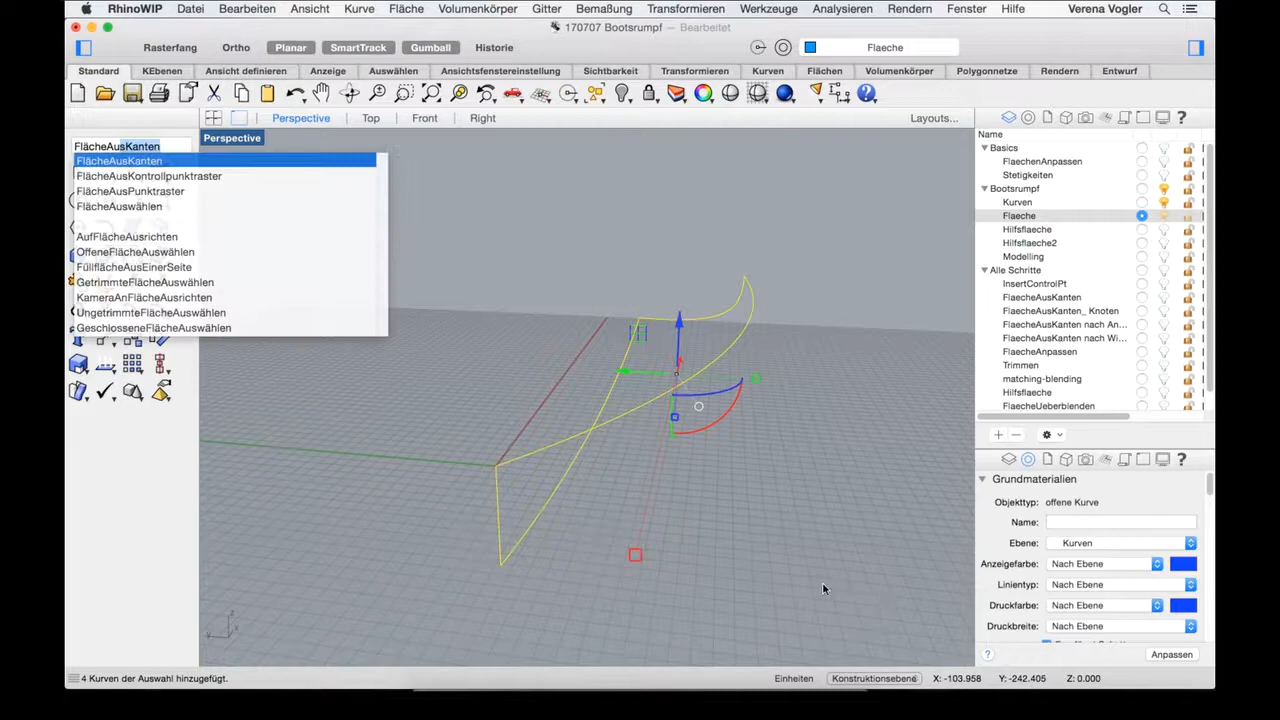 RhinoWIP Datei Bearbeiten Ansicht Kurve Fläche Volumenkörper Gitter Bemaßung Transformieren Werkzeuge Analysieren Rendern Fenster Hilfe Verena Vogler
170707 Bootsrumpf — Bearbeitet
Rasterfang Ortho Planar SmartTrack Gumball Historie Flaeche
Standard KEbenen Ansicht definieren Anzeige Auswählen Ansichtsfenstereinstellung Sichtbarkeit Transformieren Kurven Flächen Volumenkörper Polygonnetze Rendern Entwurf
Perspective Top Front Right Layouts...
Perspective
FlächeAusKanten
FlächeAusKanten
FlächeAusKontrollpunktraster
FlächeAusPunktraster
FlächeAuswählen
AufFlächeAusrichten
OffeneFlächeAuswählen
FüllflächeAusEinerSeite
GetrimmteFlächeAuswählen
KameraAnFlächeAusrichten
UngetrimmteFlächeAuswählen
GeschlosseneFlächeAuswählen
z
y
x
Name
Basics
FlaechenAnpassen
Stetigkeiten
Bootsrumpf
Kurven
Flaeche
Hilfsflaeche
Hilfsflaeche2
Modelling
Alle Schritte
InsertControlPt
FlaecheAusKanten
FlaecheAusKanten_ Knoten
FlaecheAusKanten nach An...
FlaecheAusKanten nach Wi...
FlaecheAnpassen
Trimmen
matching-blending
Hilfsflaeche
FlaecheUeberblenden
Grundmaterialien
Objekttyp: offene Kurve
Name:
Ebene: Kurven
Anzeigefarbe: Nach Ebene
Linientyp: Nach Ebene
Druckfarbe: Nach Ebene
Druckbreite: Nach Ebene
Anpassen
4 Kurven der Auswahl hinzugefügt. Einheiten Konstruktionsebene X: -103.958 Y: -242.405 Z: 0.000